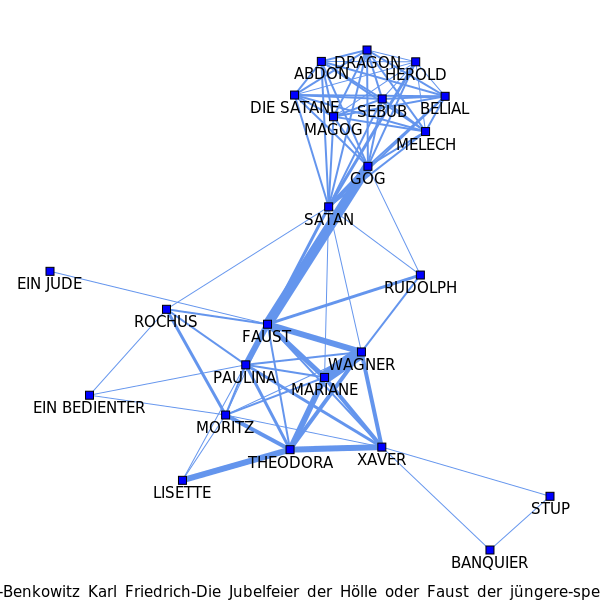 DRAGON
ABDON
HEROLD
DIE SATANE
SEBUB
BELIAL
MAGOG
MELECH
GOG
SATAN
EIN JUDE
RUDOLPH
ROCHUS
FAUST
WAGNER
PAULINA
MARIANE
EIN BEDIENTER
MORITZ
THEODORA
XAVER
LISETTE
STUP
BANQUIER
-Benkowitz Karl Friedrich-Die Jubelfeier der Hölle oder Faust der jüngere-spe